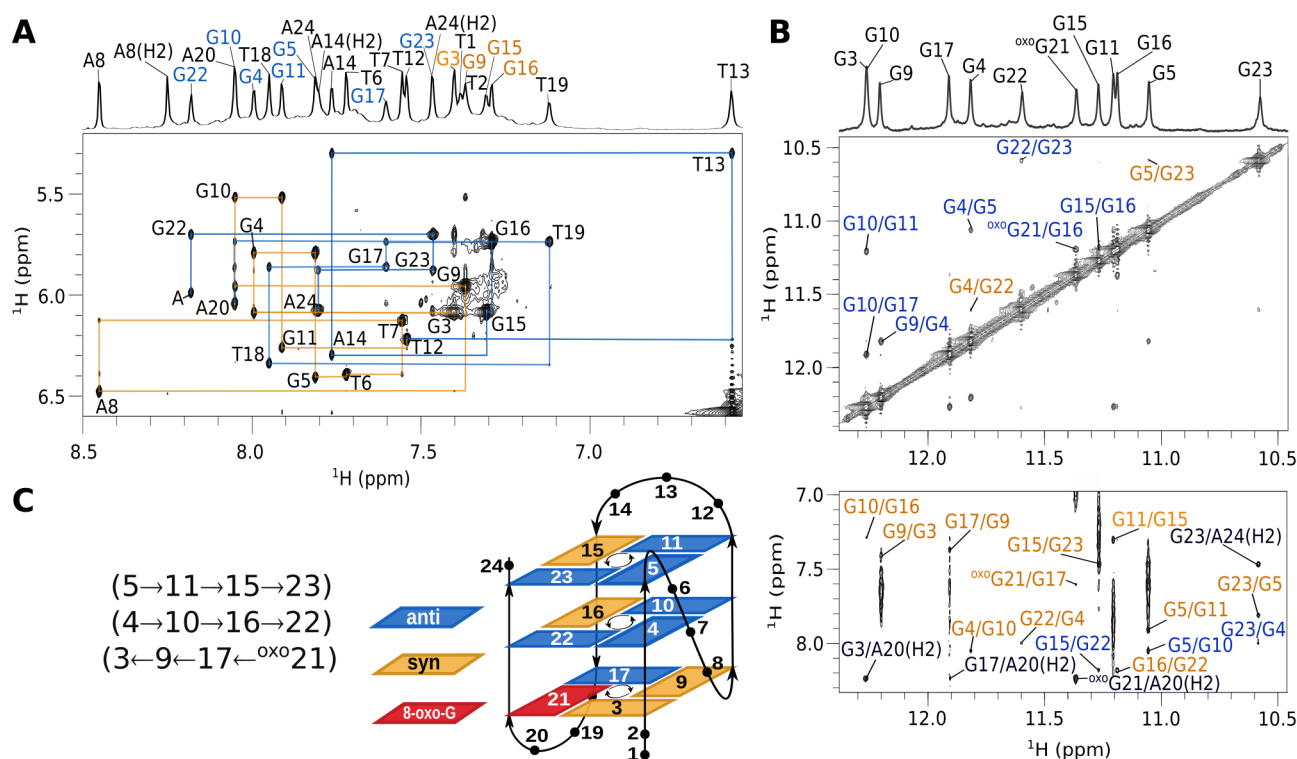 A
A8
A8(H2)
G22
A20
G10
G4
T18
G11
G5
A24
A14(H2)
A14
T6
G17
T7
T12
G23
A24(H2)
G3
T1
G9
T2
G15
G16
T19
T13
5.5
6.0
6.5
¹H (ppm)
T13
G10
G22
G4
G17
G23
G16
T19
G9
A
A20
A24
G3
G15
T7
T18
G11
A14
T12
G5
T6
A8
8.5
8.0
7.5
7.0
¹H (ppm)
B
G3
G10
G9
G17
G4
G22
oxoG21
G15
G11
G16
G5
G23
10.5
11.0
11.5
12.0
¹H (ppm)
G22/G23
G5/G23
G10/G11
G4/G5
G15/G16
oxoG21/G16
G4/G22
G10/G17
G9/G4
12.0
11.5
11.0
10.5
7.0
7.5
8.0
¹H (ppm)
G10/G16
G9/G3
G17/G9
G11/G15
G15/G23
G23/A24(H2)
oxoG21/G17
G23/G5
G4/G10
G22/G4
G5/G11
G15/G22
G5/G10
G23/G4
G3/A20(H2)
G17/A20(H2)
G16/G22
oxoG21/A20(H2)
12.0
11.5
11.0
10.5
¹H (ppm)
C
(5→11→15→23)
(4→10→16→22)
(3←9←17←oxo21)
anti
syn
8-oxo-G
13
14
12
15
11
24
23
5
6
16
10
22
4
7
17
8
21
9
3
20
19
2
1